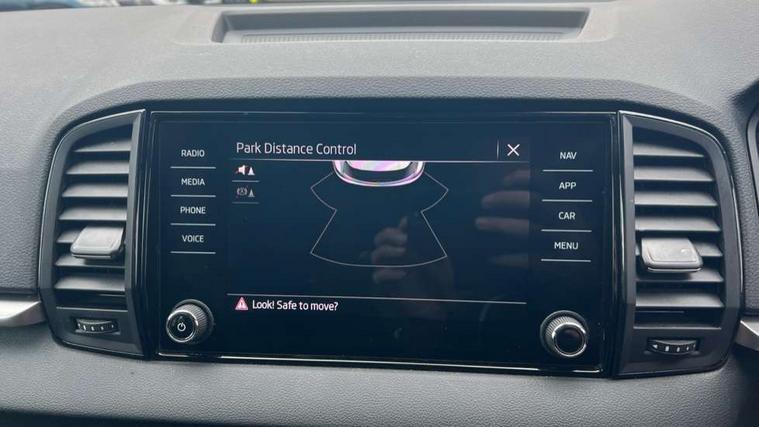 Park Distance Control
RADIO
MEDIA
PHONE
VOICE
NAV
APP
CAR
MENU
Look! Safe to move?